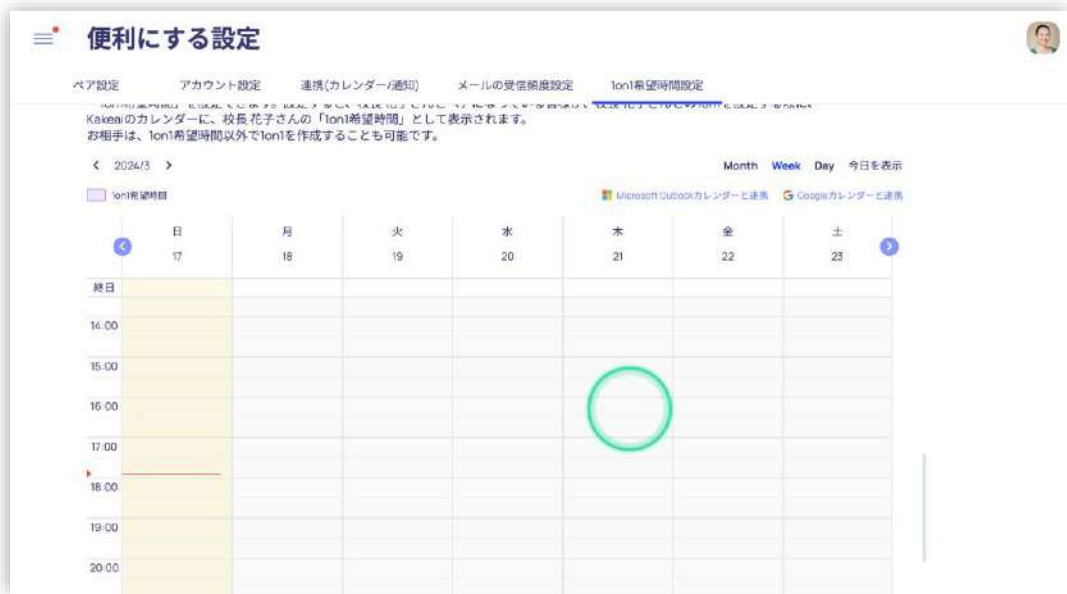 便利にする設定
ペア設定 アカウント設定 連携(カレンダー/通知) メールの受信頻度設定 1on1希望時間設定
Kakeaiのカレンダーに、校長 花子さんの「1on1希望時間」として表示されます。
お相手は、1on1希望時間以外で1on1を作成することも可能です。
2024/3 Month Week Day 今日を表示
1on1希望時間 Microsoft Outlookカレンダーと連携 Googleカレンダーと連携
日 月 火 水 木 金 土
17 18 19 20 21 22 23
終日
14:00
15:00
16:00
17:00
18:00
19:00
20:00